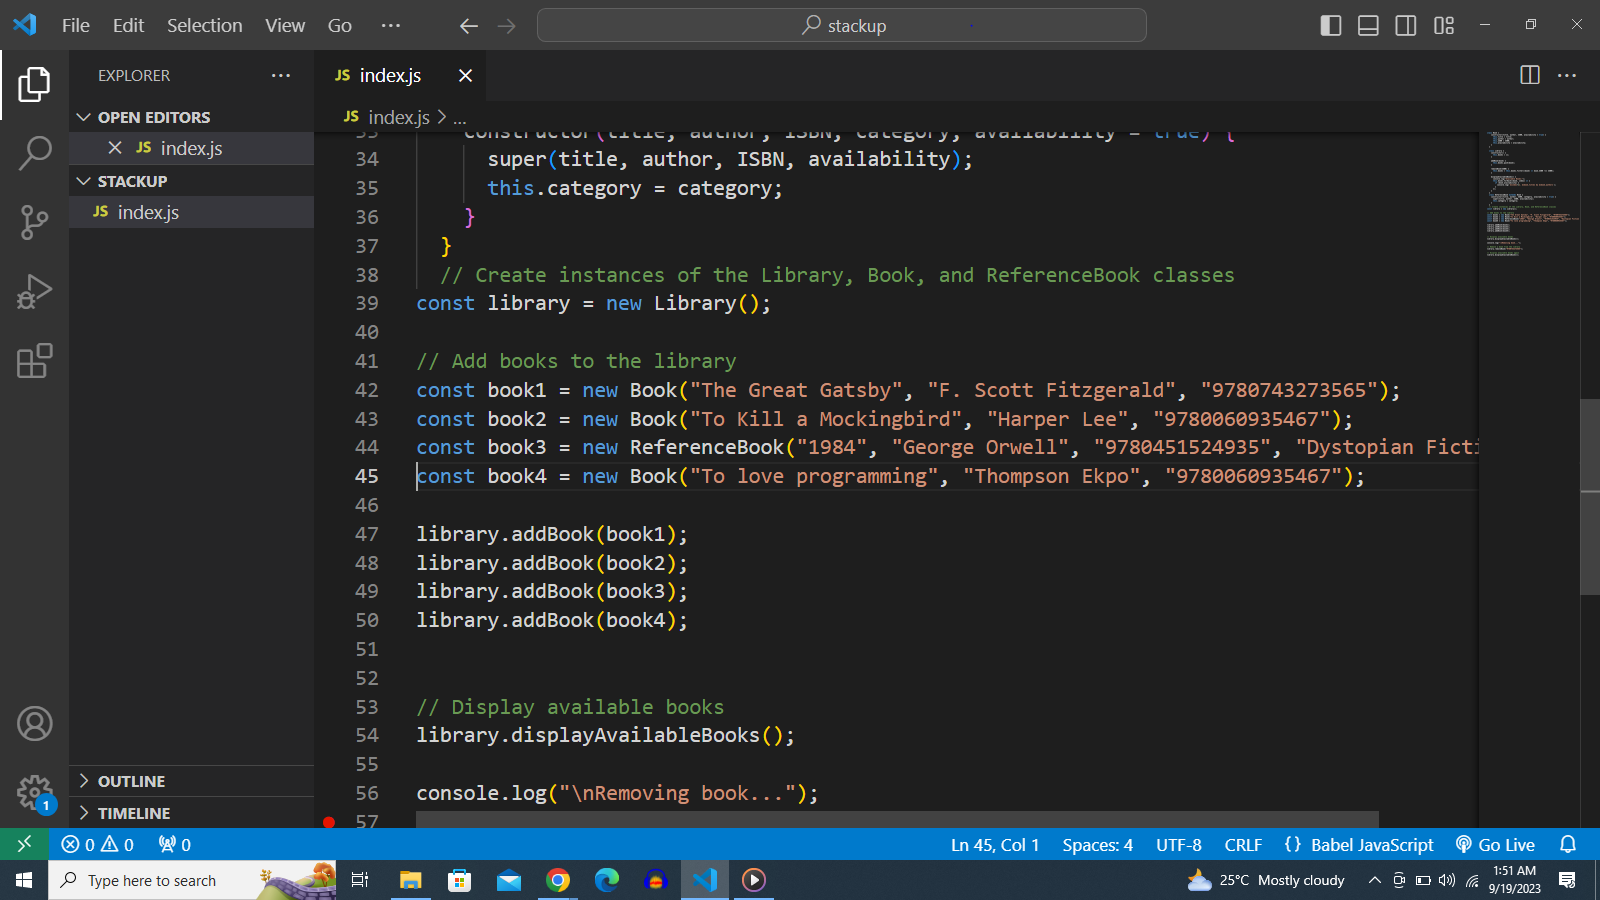 File Edit Selection View Go ...
stackup
EXPLORER
OPEN EDITORS
JS index.js
STACKUP
JS index.js
OUTLINE
TIMELINE
JS index.js
JS index.js > ...
33 constructor(title, author, ISBN, category, availability = true) {
34 super(title, author, ISBN, availability);
35 this.category = category;
36 }
37 }
38 // Create instances of the Library, Book, and ReferenceBook classes
39 const library = new Library();
40
41 // Add books to the library
42 const book1 = new Book("The Great Gatsby", "F. Scott Fitzgerald", "9780743273565");
43 const book2 = new Book("To Kill a Mockingbird", "Harper Lee", "9780060935467");
44 const book3 = new ReferenceBook("1984", "George Orwell", "9780451524935", "Dystopian Ficti
45 const book4 = new Book("To love programming", "Thompson Ekpo", "9780060935467");
46
47 library.addBook(book1);
48 library.addBook(book2);
49 library.addBook(book3);
50 library.addBook(book4);
51
52
53 // Display available books
54 library.displayAvailableBooks();
55
56 console.log("\nRemoving book...");
57
1
0 0 0
Ln 45, Col 1 Spaces: 4 UTF-8 CRLF {} Babel JavaScript Go Live
Type here to search
25°C Mostly cloudy
1:51 AM
9/19/2023